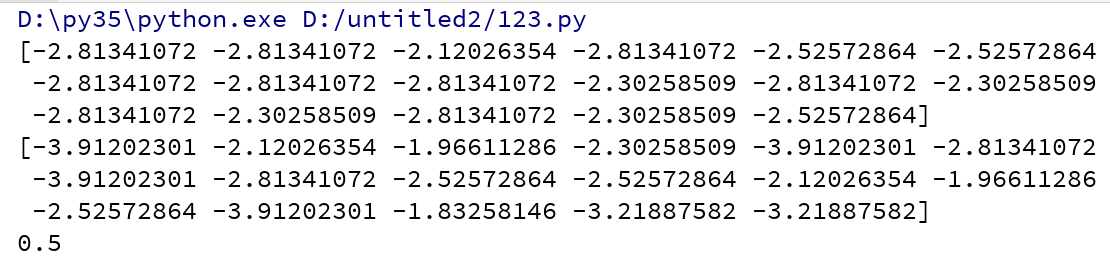 D:\py35\python.exe D:/untitled2/123.py
[-2.81341072 -2.81341072 -2.12026354 -2.81341072 -2.52572864 -2.52572864
 -2.81341072 -2.81341072 -2.81341072 -2.30258509 -2.81341072 -2.30258509
 -2.81341072 -2.30258509 -2.81341072 -2.30258509 -2.52572864]
[-3.91202301 -2.12026354 -1.96611286 -2.30258509 -3.91202301 -2.81341072
 -3.91202301 -2.81341072 -2.52572864 -2.52572864 -2.12026354 -1.96611286
 -2.52572864 -3.91202301 -1.83258146 -3.21887582 -3.21887582]
0.5